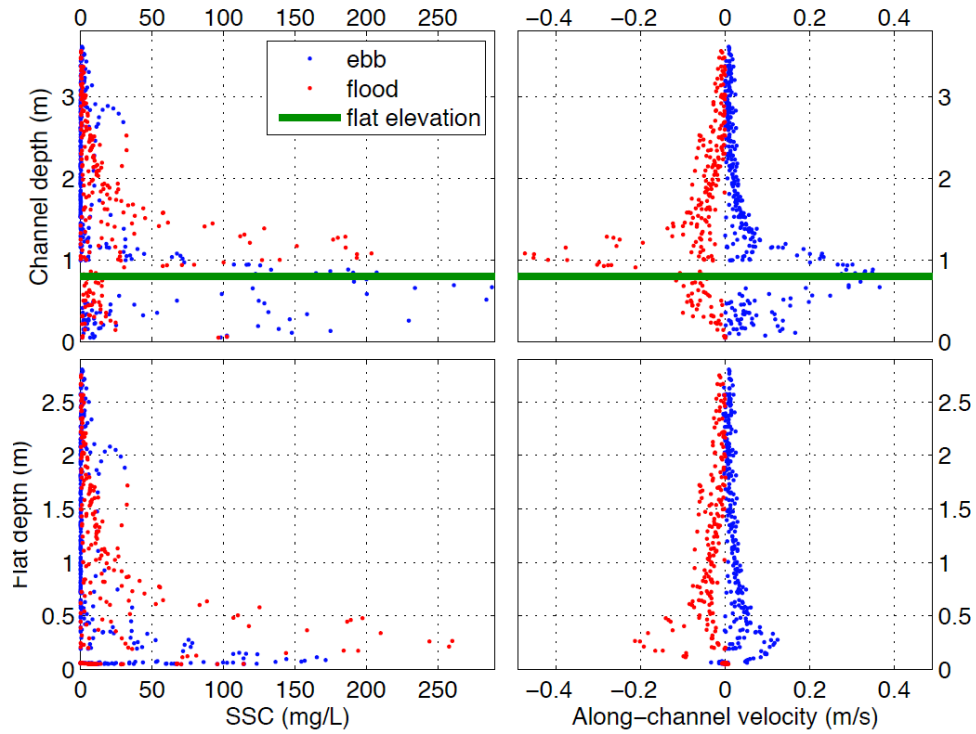 0 50 100 150 200 250
−0.4 −0.2 0 0.2 0.4
ebb
flood
flat elevation
Channel depth (m)
3
2
1
0
3
2
1
0
Flat depth (m)
2.5
2
1.5
1
0.5
0
2.5
2
1.5
1
0.5
0
0 50 100 150 200 250
SSC (mg/L)
−0.4 −0.2 0 0.2 0.4
Along−channel velocity (m/s)